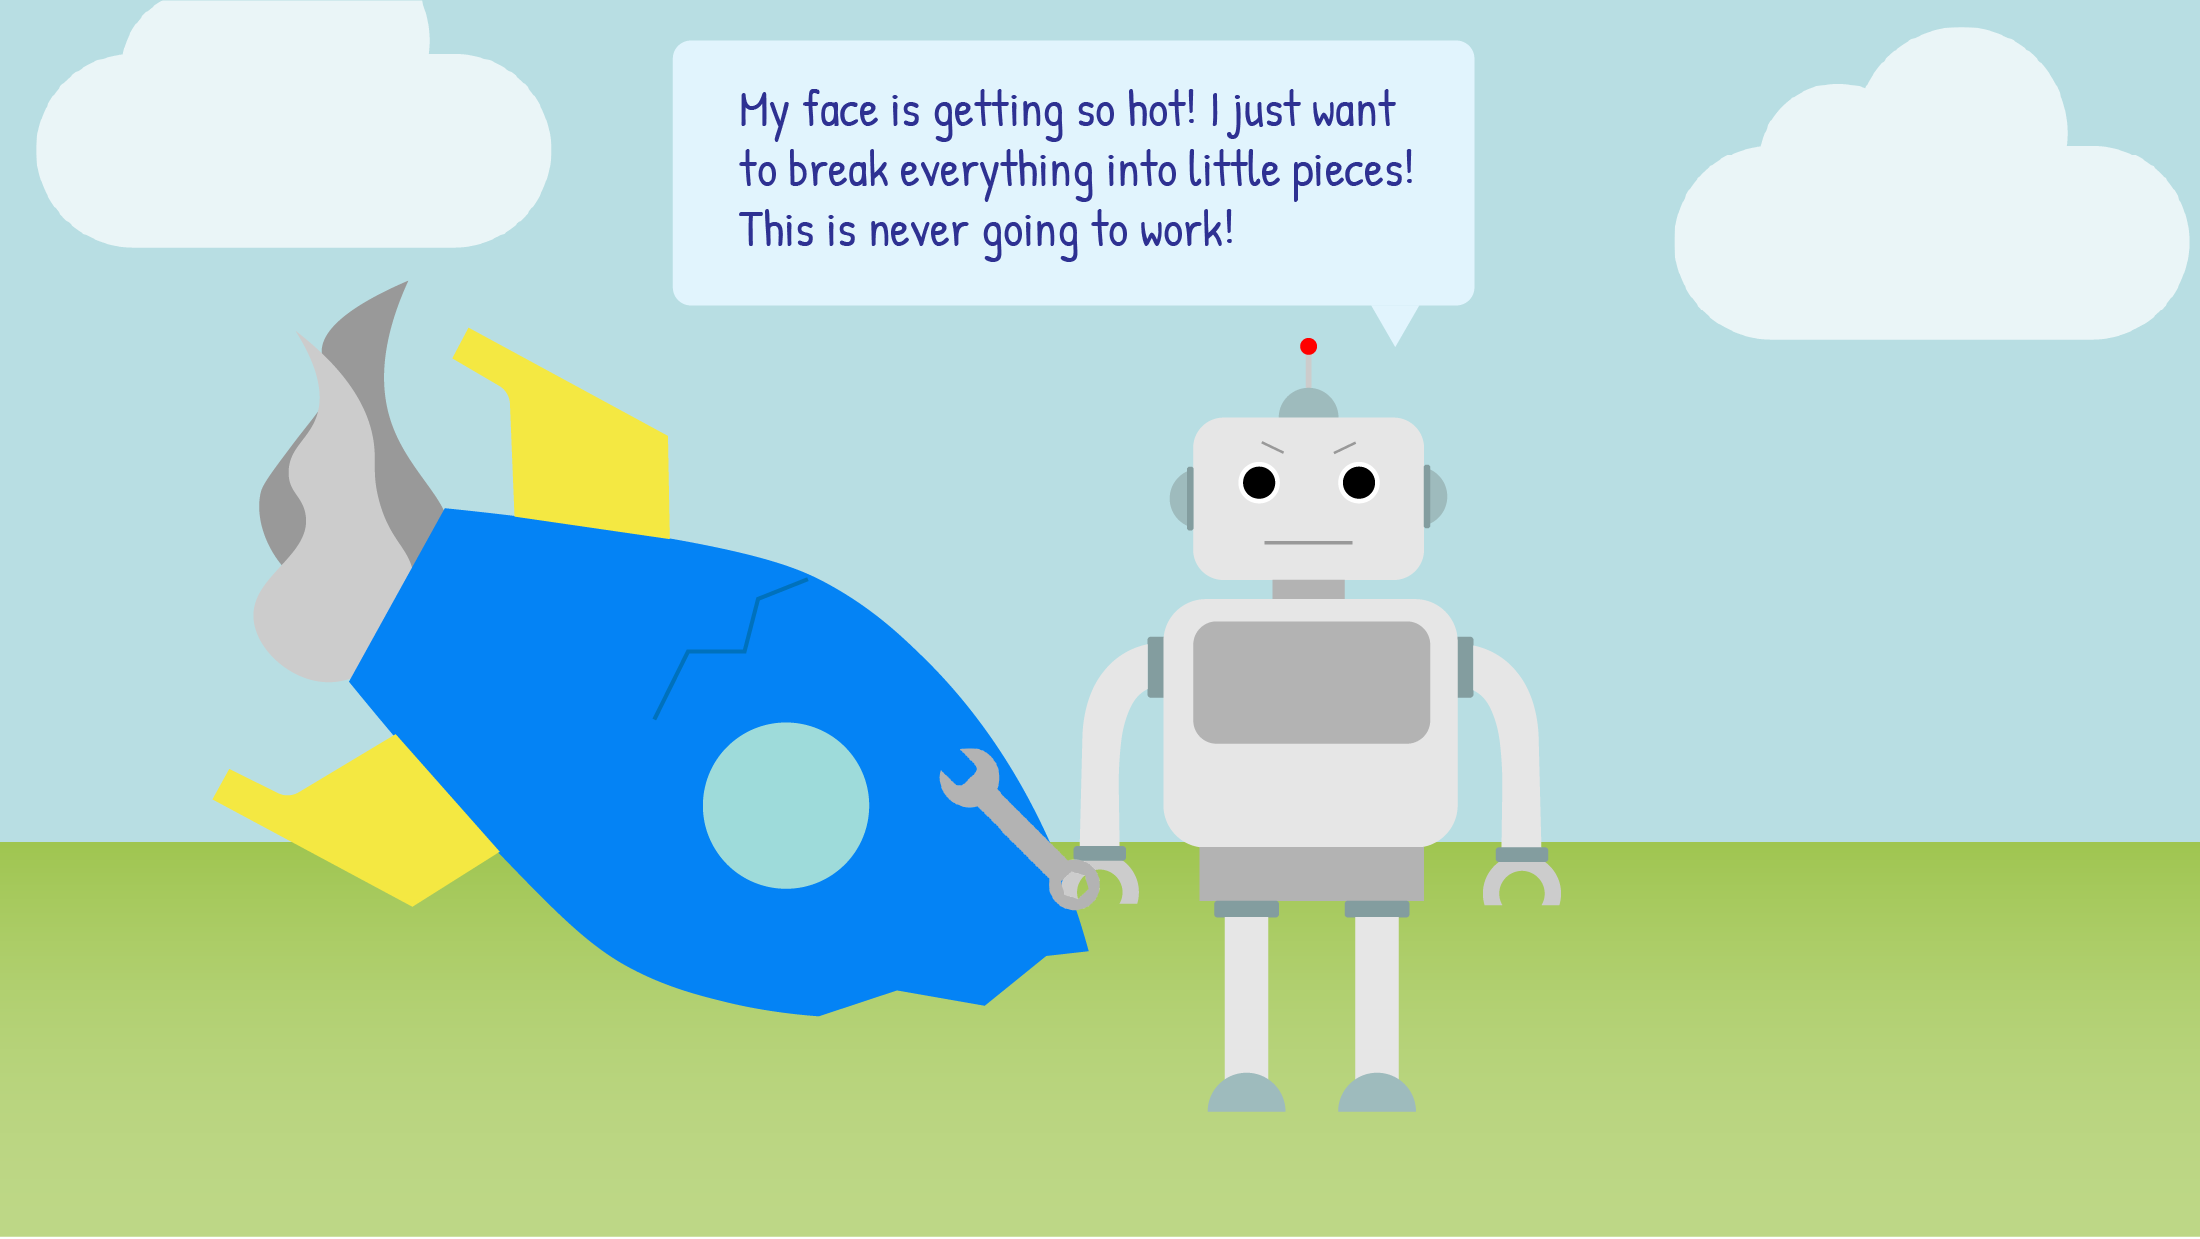 My face is getting so hot! I just want
to break everything into little pieces!
This is never going to work!